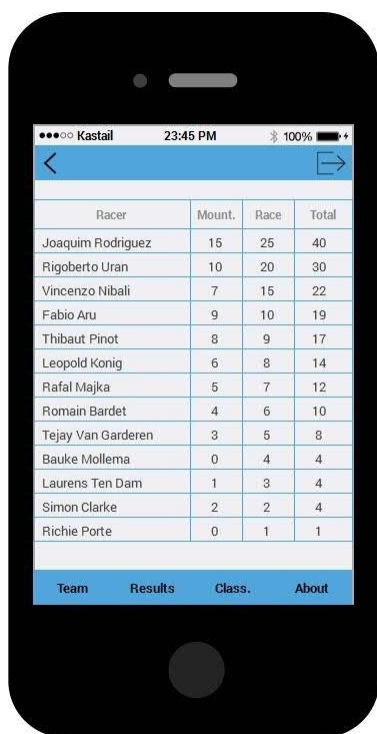 Kastail 23:45 PM 100%
Racer Mount. Race Total
Joaquim Rodriguez 15 25 40
Rigoberto Uran 10 20 30
Vincenzo Nibali 7 15 22
Fabio Aru 9 10 19
Thibaut Pinot 8 9 17
Leopold Konig 6 8 14
Rafal Majka 5 7 12
Romain Bardet 4 6 10
Tejay Van Garderen 3 5 8
Bauke Mollema 0 4 4
Laurens Ten Dam 1 3 4
Simon Clarke 2 2 4
Richie Porte 0 1 1
Team Results Class. About